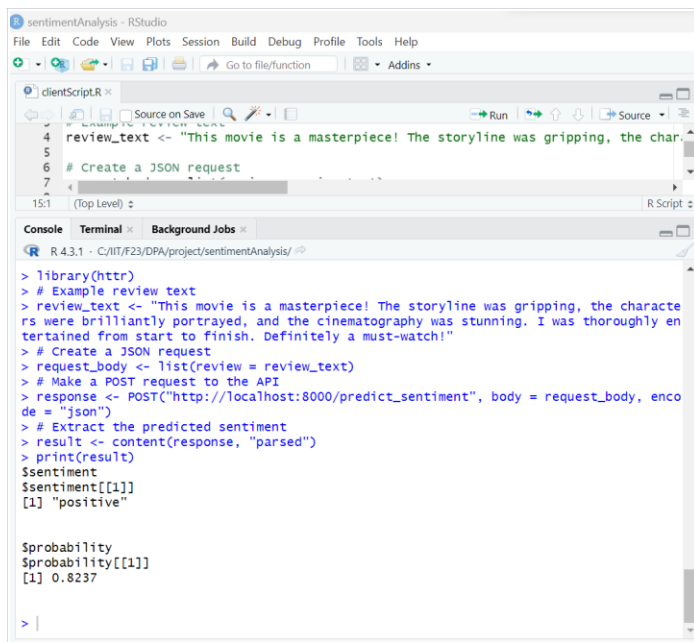 sentimentAnalysis - RStudio
File Edit Code View Plots Session Build Debug Profile Tools Help
Go to file/function Addins
clientScript.R
Source on Save Run Source
3 # Example review text
4 review_text <- "This movie is a masterpiece! The storyline was gripping, the char
5
6 # Create a JSON request
7
15:1 (Top Level) R Script
Console Terminal Background Jobs
R 4.3.1 · C:/IIT/F23/DPA/project/sentimentAnalysis/
> library(httr)
> # Example review text
> review_text <- "This movie is a masterpiece! The storyline was gripping, the characte
rs were brilliantly portrayed, and the cinematography was stunning. I was thoroughly en
tertained from start to finish. Definitely a must-watch!"
> # Create a JSON request
> request_body <- list(review = review_text)
> # Make a POST request to the API
> response <- POST("http://localhost:8000/predict_sentiment", body = request_body, enco
de = "json")
> # Extract the predicted sentiment
> result <- content(response, "parsed")
> print(result)
$sentiment
$sentiment[[1]]
[1] "positive"
$probability
$probability[[1]]
[1] 0.8237
>